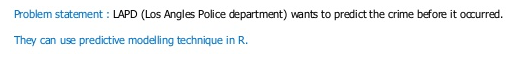 Problem statement : LAPD (Los Angles Police department) wants to predict the crime before it occurred.
They can use predictive modelling technique in R.